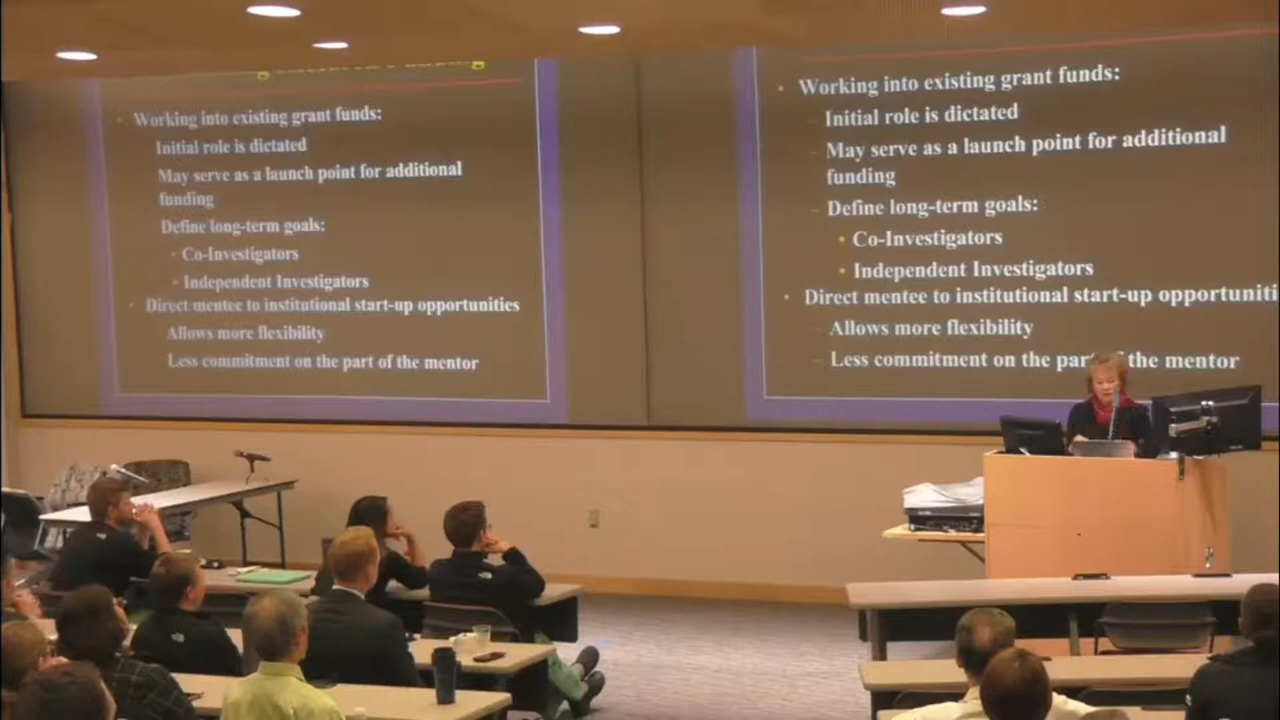 Working into existing grant funds:
Initial role is dictated
May serve as a launch point for additional
funding
Define long-term goals:
Co-Investigators
Independent Investigators
Direct mentee to institutional start-up opportunities
Allows more flexibility
Less commitment on the part of the mentor
Working into existing grant funds:
Initial role is dictated
May serve as a launch point for additional
funding
Define long-term goals:
Co-Investigators
Independent Investigators
Direct mentee to institutional start-up opportuniti
Allows more flexibility
Less commitment on the part the mentor